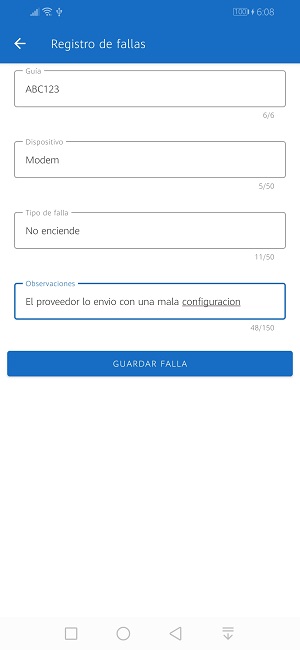 100 6:08
Registro de fallas
Guía
ABC123
6/6
Dispositivo
Modem
5/50
Tipo de falla
No enciende
11/50
Observaciones
El proveedor lo envio con una mala configuracion
48/150
GUARDAR FALLA